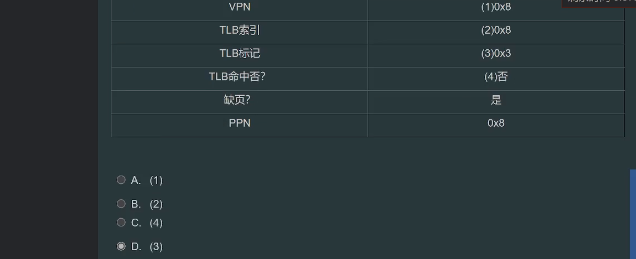 VPN (1)0x8
TLB索引 (2)0x8
TLB标记 (3)0x3
TLB命中否? (4)否
缺页? 是
PPN 0x8
A. (1)
B. (2)
C. (4)
D. (3)